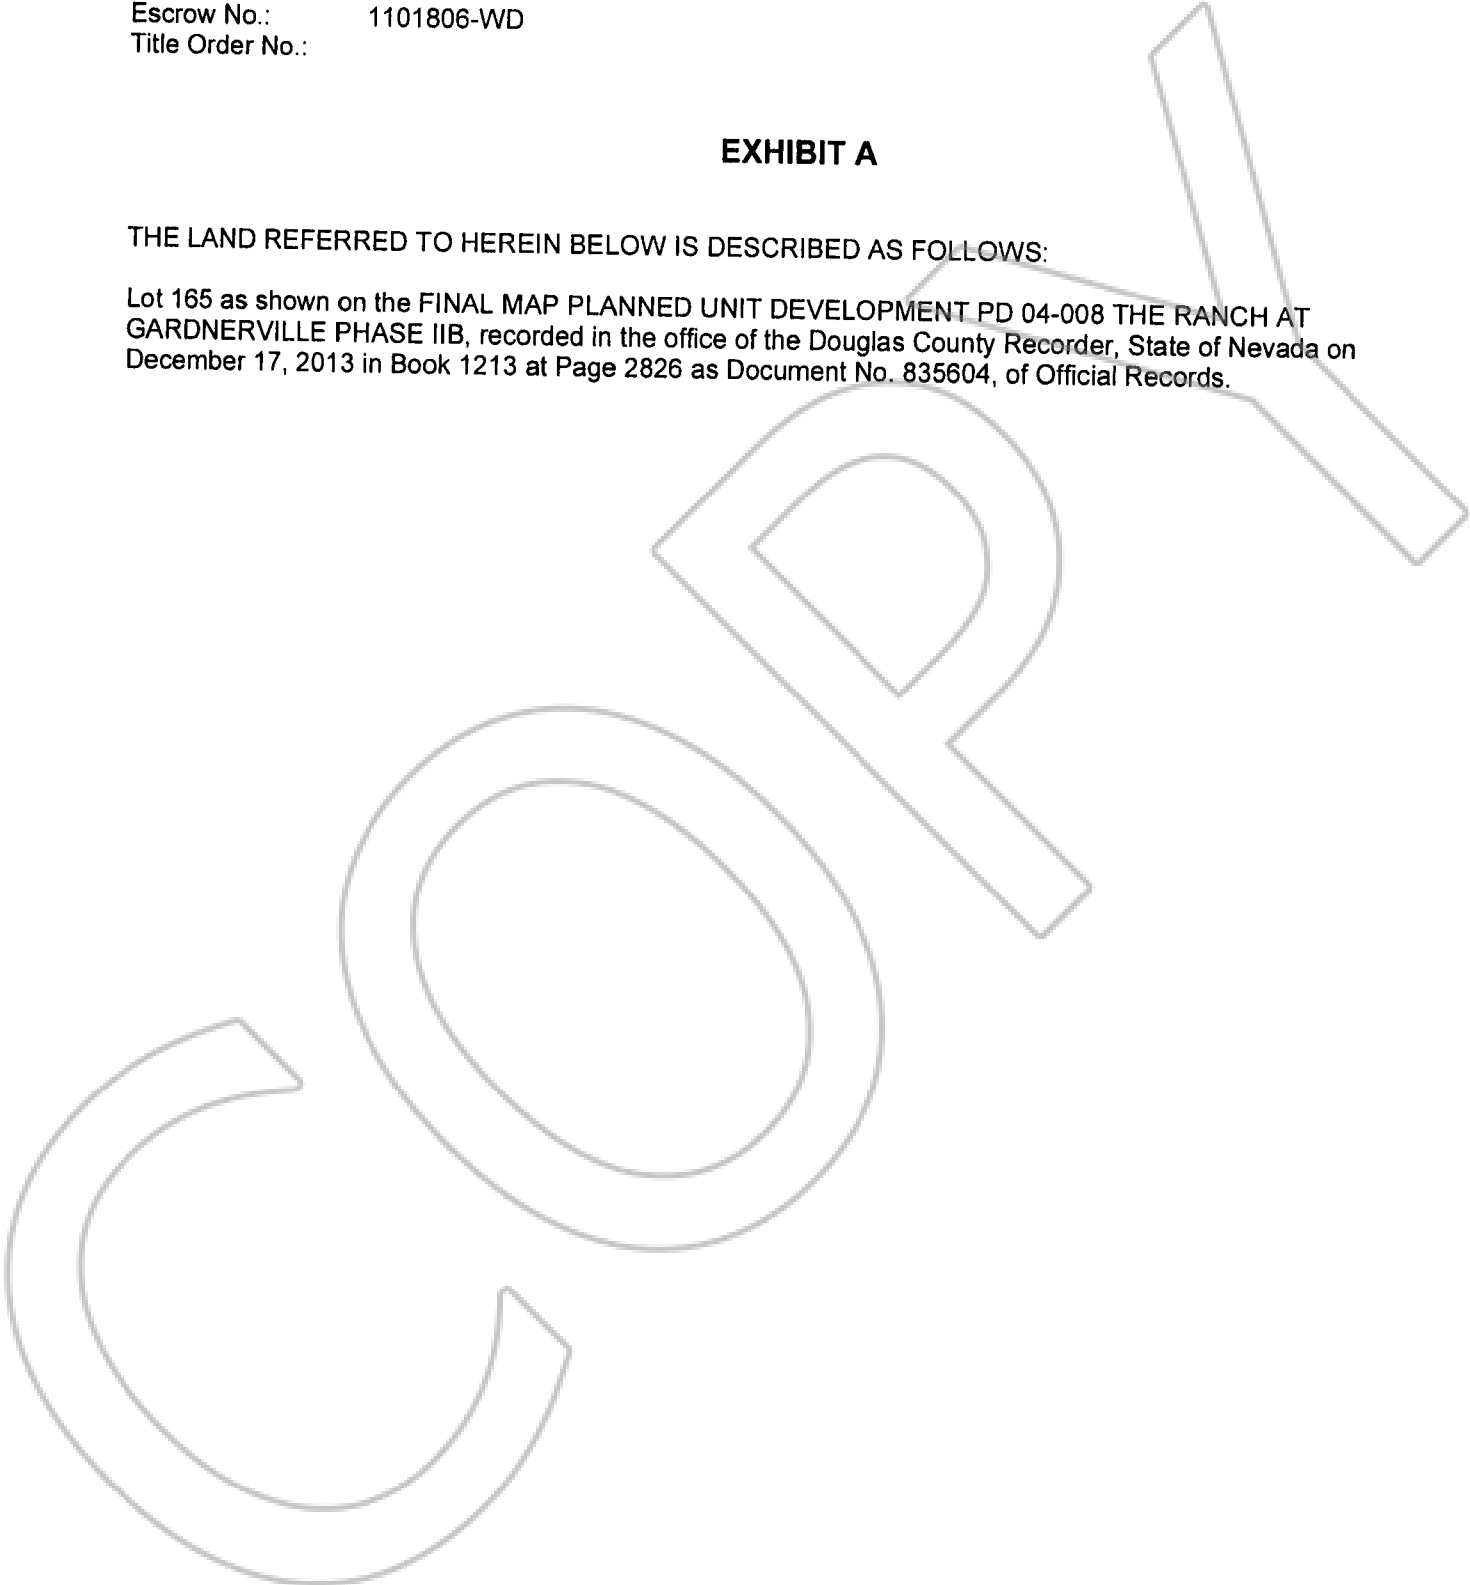 Escrow No.: 1101806-WD
Title Order No.:
EXHIBIT A
THE LAND REFERRED TO HEREIN BELOW IS DESCRIBED AS FOLLOWS:
Lot 165 as shown on the FINAL MAP PLANNED UNIT DEVELOPMENT PD 04-008 THE RANCH AT
GARDNERVILLE PHASE IIB, recorded in the office of the Douglas County Recorder, State of Nevada on
December 17, 2013 in Book 1213 at Page 2826 as Document No. 835604, of Official Records.
COPY